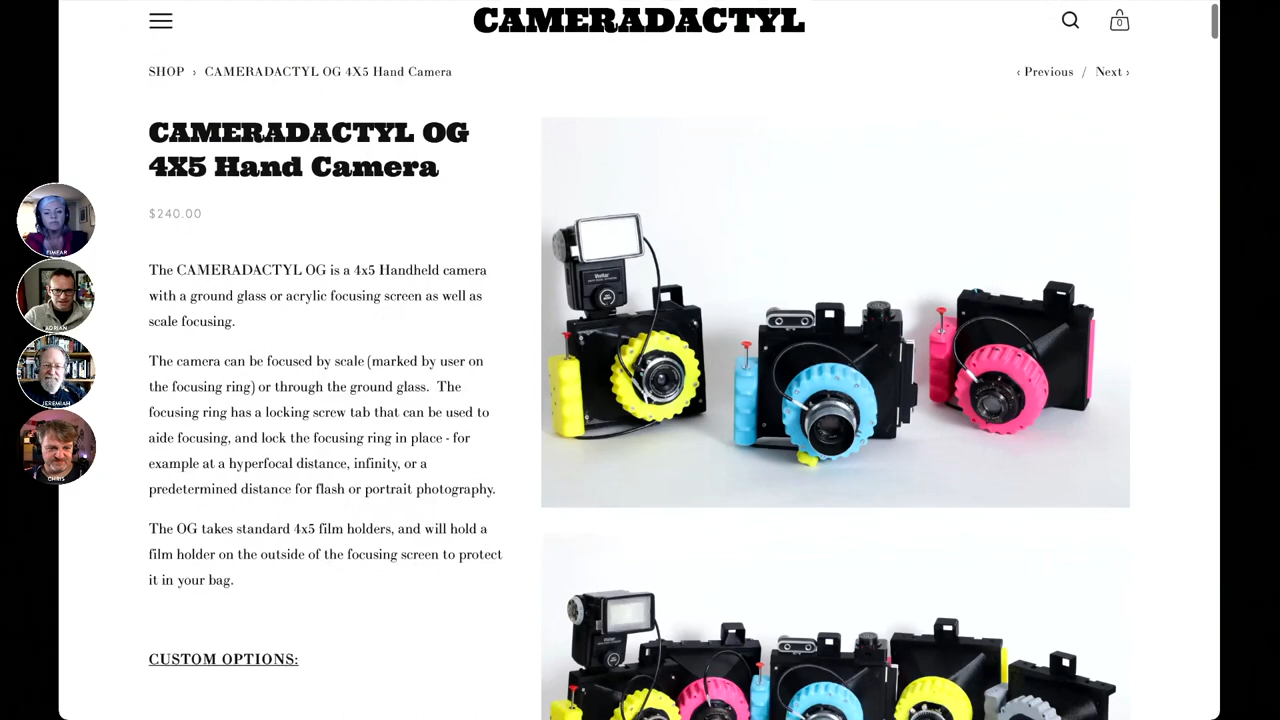 CAMERADACTYL
0
SHOP › CAMERADACTYL OG 4X5 Hand Camera
‹ Previous / Next ›
CAMERADACTYL OG
4X5 Hand Camera
$240.00
The CAMERADACTYL OG is a 4x5 Handheld camera
with a ground glass or acrylic focusing screen as well as
scale focusing.
The camera can be focused by scale (marked by user on
the focusing ring) or through the ground glass. The
focusing ring has a locking screw tab that can be used to
aide focusing, and lock the focusing ring in place - for
example at a hyperfocal distance, infinity, or a
predetermined distance for flash or portrait photography.
The OG takes standard 4x5 film holders, and will hold a
film holder on the outside of the focusing screen to protect
it in your bag.
CUSTOM OPTIONS:
Vivitar
FIMFAR
ADRIAN
JEREMIAH
CHRIS